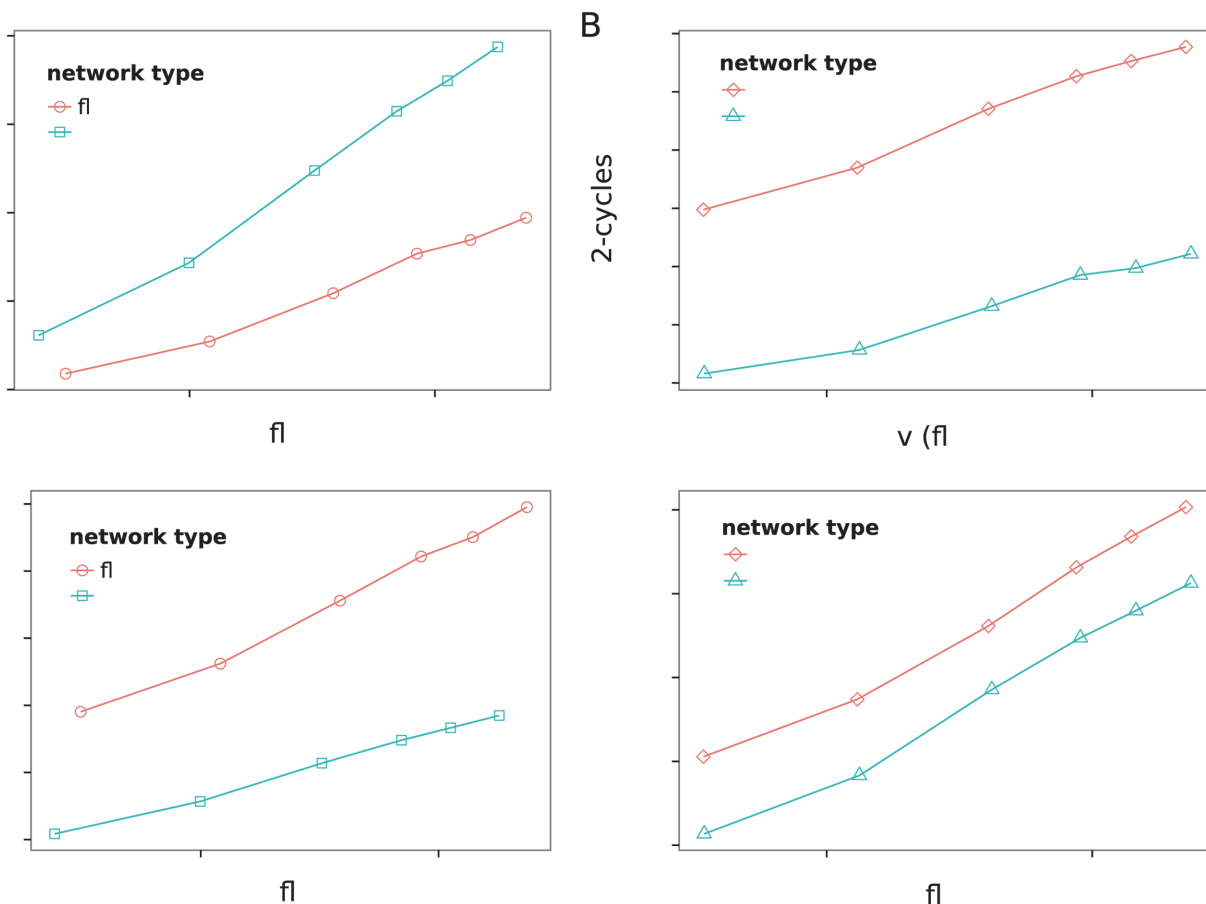 B
network type
ﬂ
network type
2-cycles
ﬂ
v (ﬂ
network type
ﬂ
network type
ﬂ
ﬂ